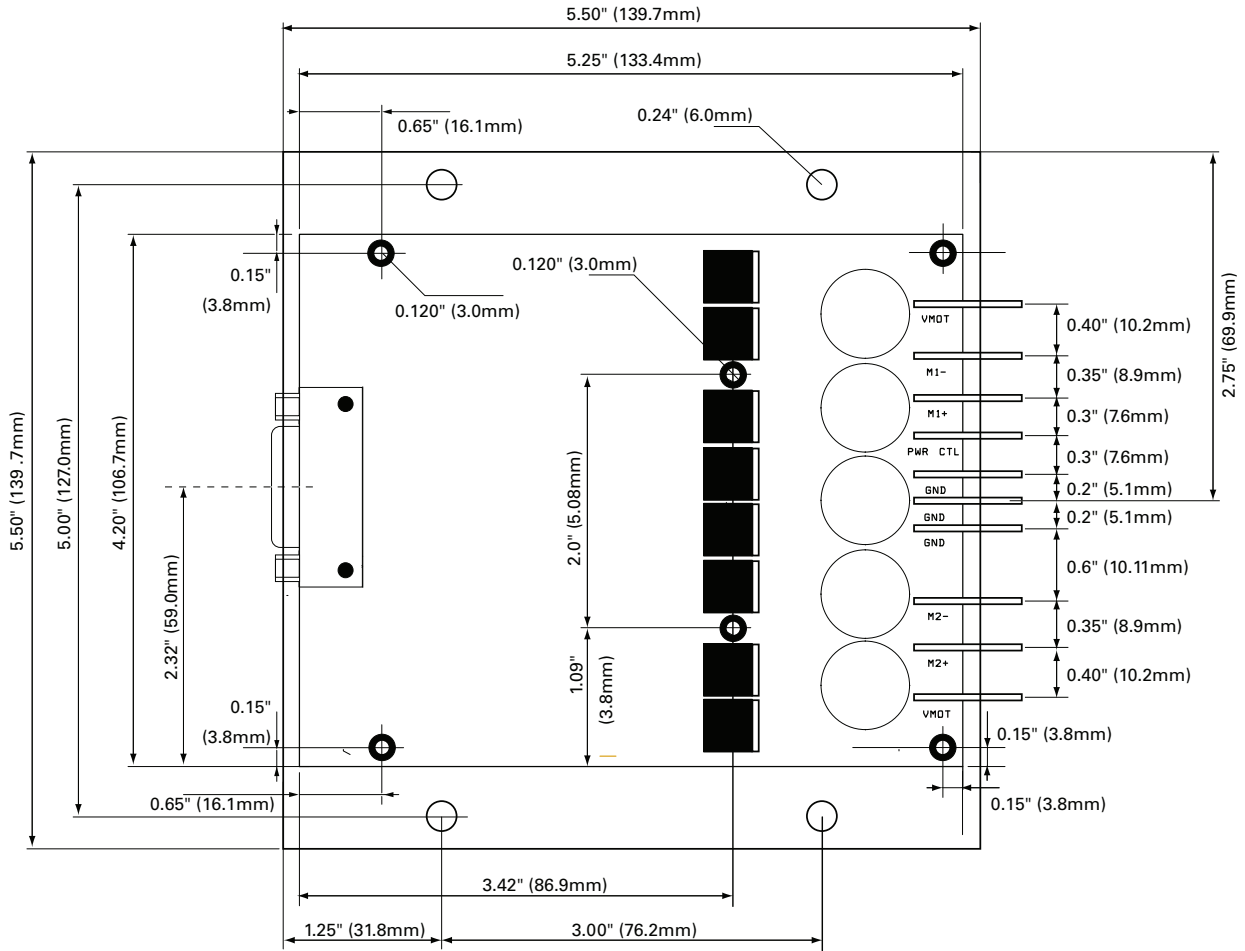 5.50" (139.7mm)
5.25" (133.4mm)
0.65" (16.1mm)
0.24" (6.0mm)
5.50" (139 .7mm)
5.00" (127.0mm)
4.20" (106.7mm)
0.15"
(3.8mm)
0.120" (3.0mm)
0.120" (3.0mm)
2.75" (69.9mm)
VMOT
0.40" (10.2mm)
M1-
0.35" (8.9mm)
M1+
0.3" (7.6mm)
PWR CTL
0.3" (7.6mm)
GND
0.2" (5.1mm)
GND
0.2" (5.1mm)
GND
0.6" (10.11mm)
M2-
0.35" (8.9mm)
M2+
0.40" (10.2mm)
VMOT
2.0" (5.08mm)
2.32" (59.0mm)
1.09"
(3.8mm)
0.15"
(3.8mm)
0.15" (3.8mm)
0.65" (16.1mm)
0.15" (3.8mm)
3.42" (86.9mm)
1.25" (31.8mm)
3.00" (76.2mm)